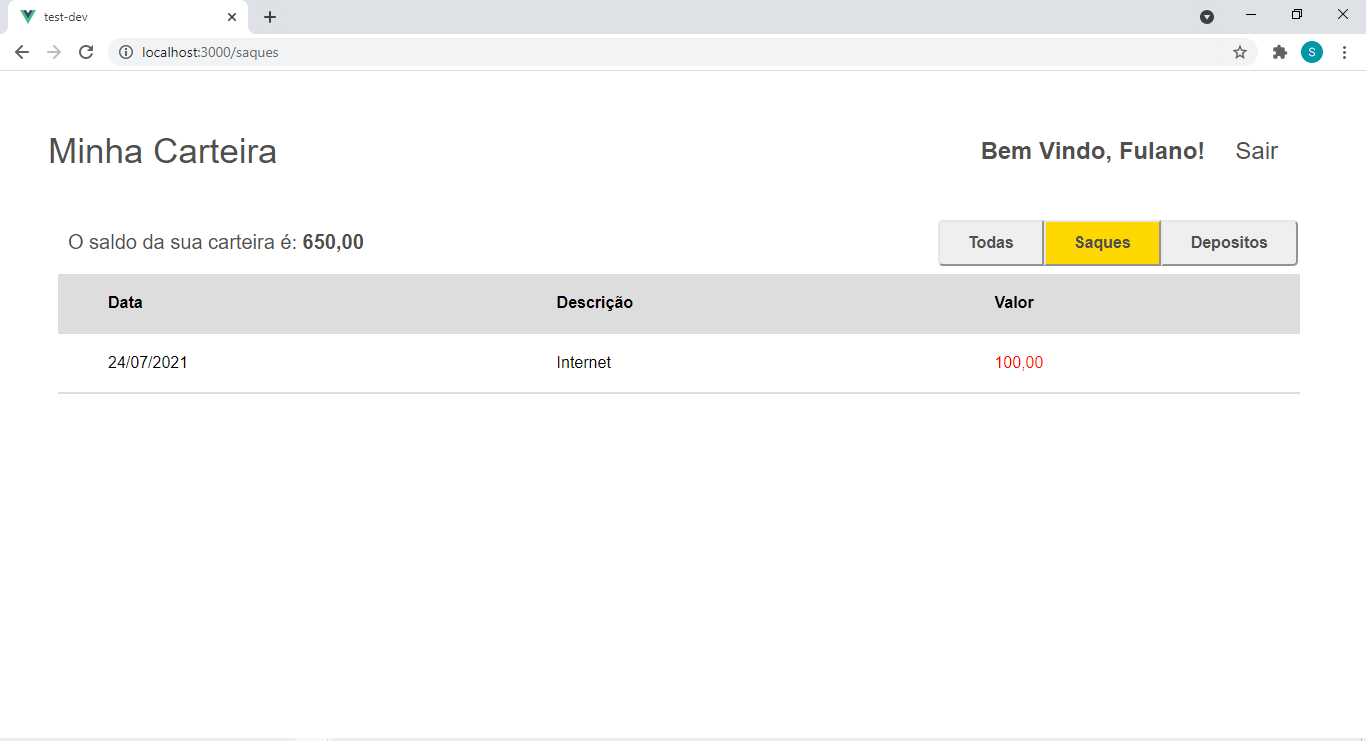 test-dev
localhost:3000/saques
S
Minha Carteira
Bem Vindo, Fulano! Sair
O saldo da sua carteira é: 650,00
Todas Saques Depositos
Data Descrição Valor
24/07/2021 Internet 100,00